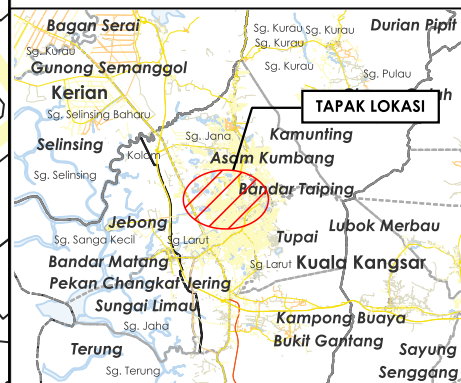 Bagan Serai
Durian Pipit
Sg. Kurau
Sg. Kurau
Sg. Kurau
Sg. Kurau
Gunong Semanggol
Sg. Kurau
Sg. Pulau
Kerian
TAPAK LOKASI
Sg. Selinsing Baharu
Sg. Jana
Kamunting
Selinsing
Kolam
Asam Kumbang
Sg. Selinsing
Bandar Taiping
Jebong
Lubok Merbau
Sg. Sanga Kecil
Sg Larut
Tupai
Bandar Matang
Sg Larut
Kuala Kangsar
Pekan Changkat Jering
Sungai Limau
Kampong Buaya
Sg. Jaha
Bukit Gantang
Terung
Sayung
Sg. Terung
Senggang